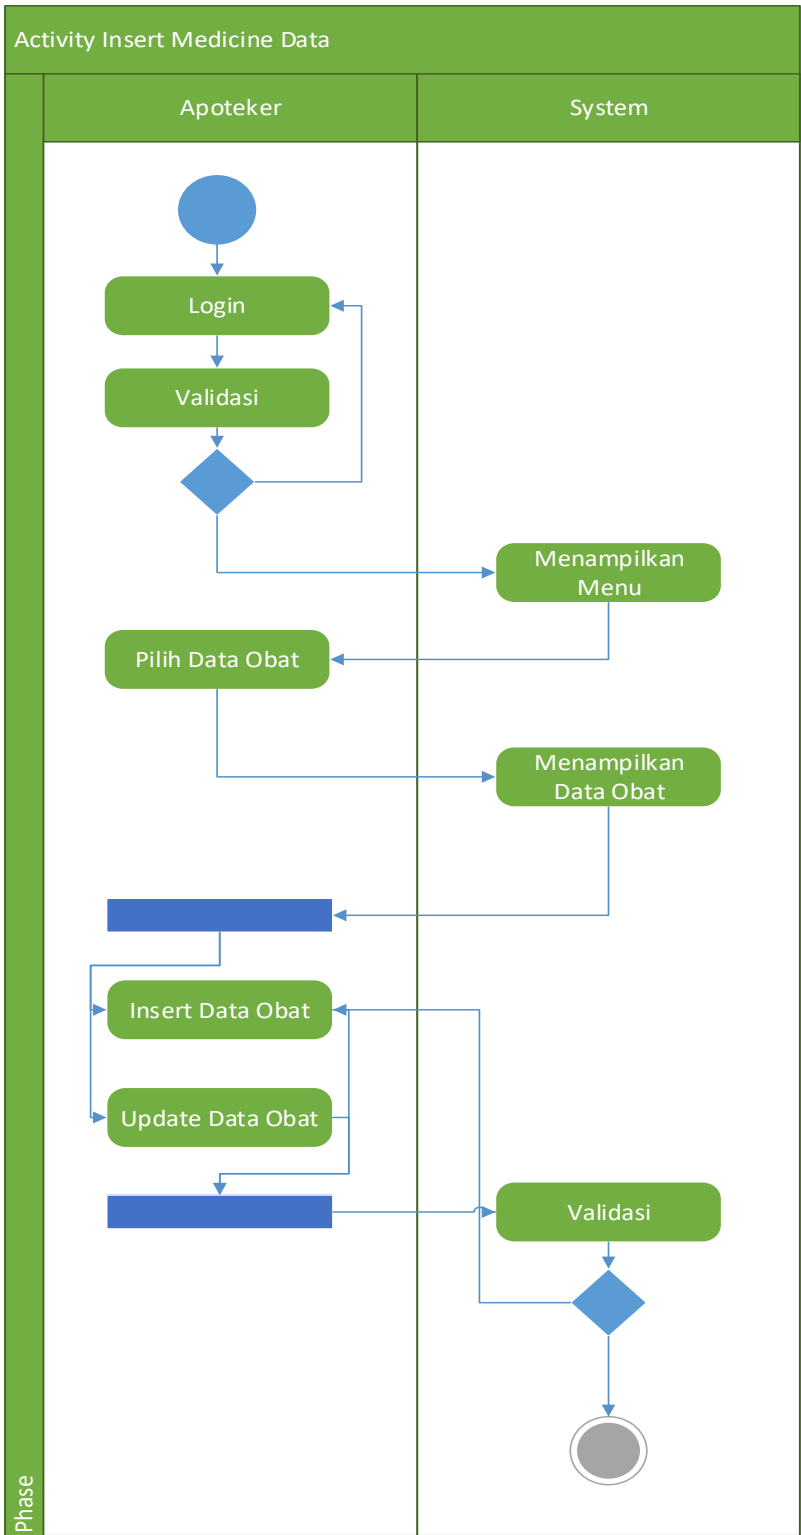 Activity Insert Medicine Data
Apoteker
System
Login
Validasi
Menampilkan
Menu
Pilih Data Obat
Menampilkan
Data Obat
Insert Data Obat
Update Data Obat
Validasi
Phase